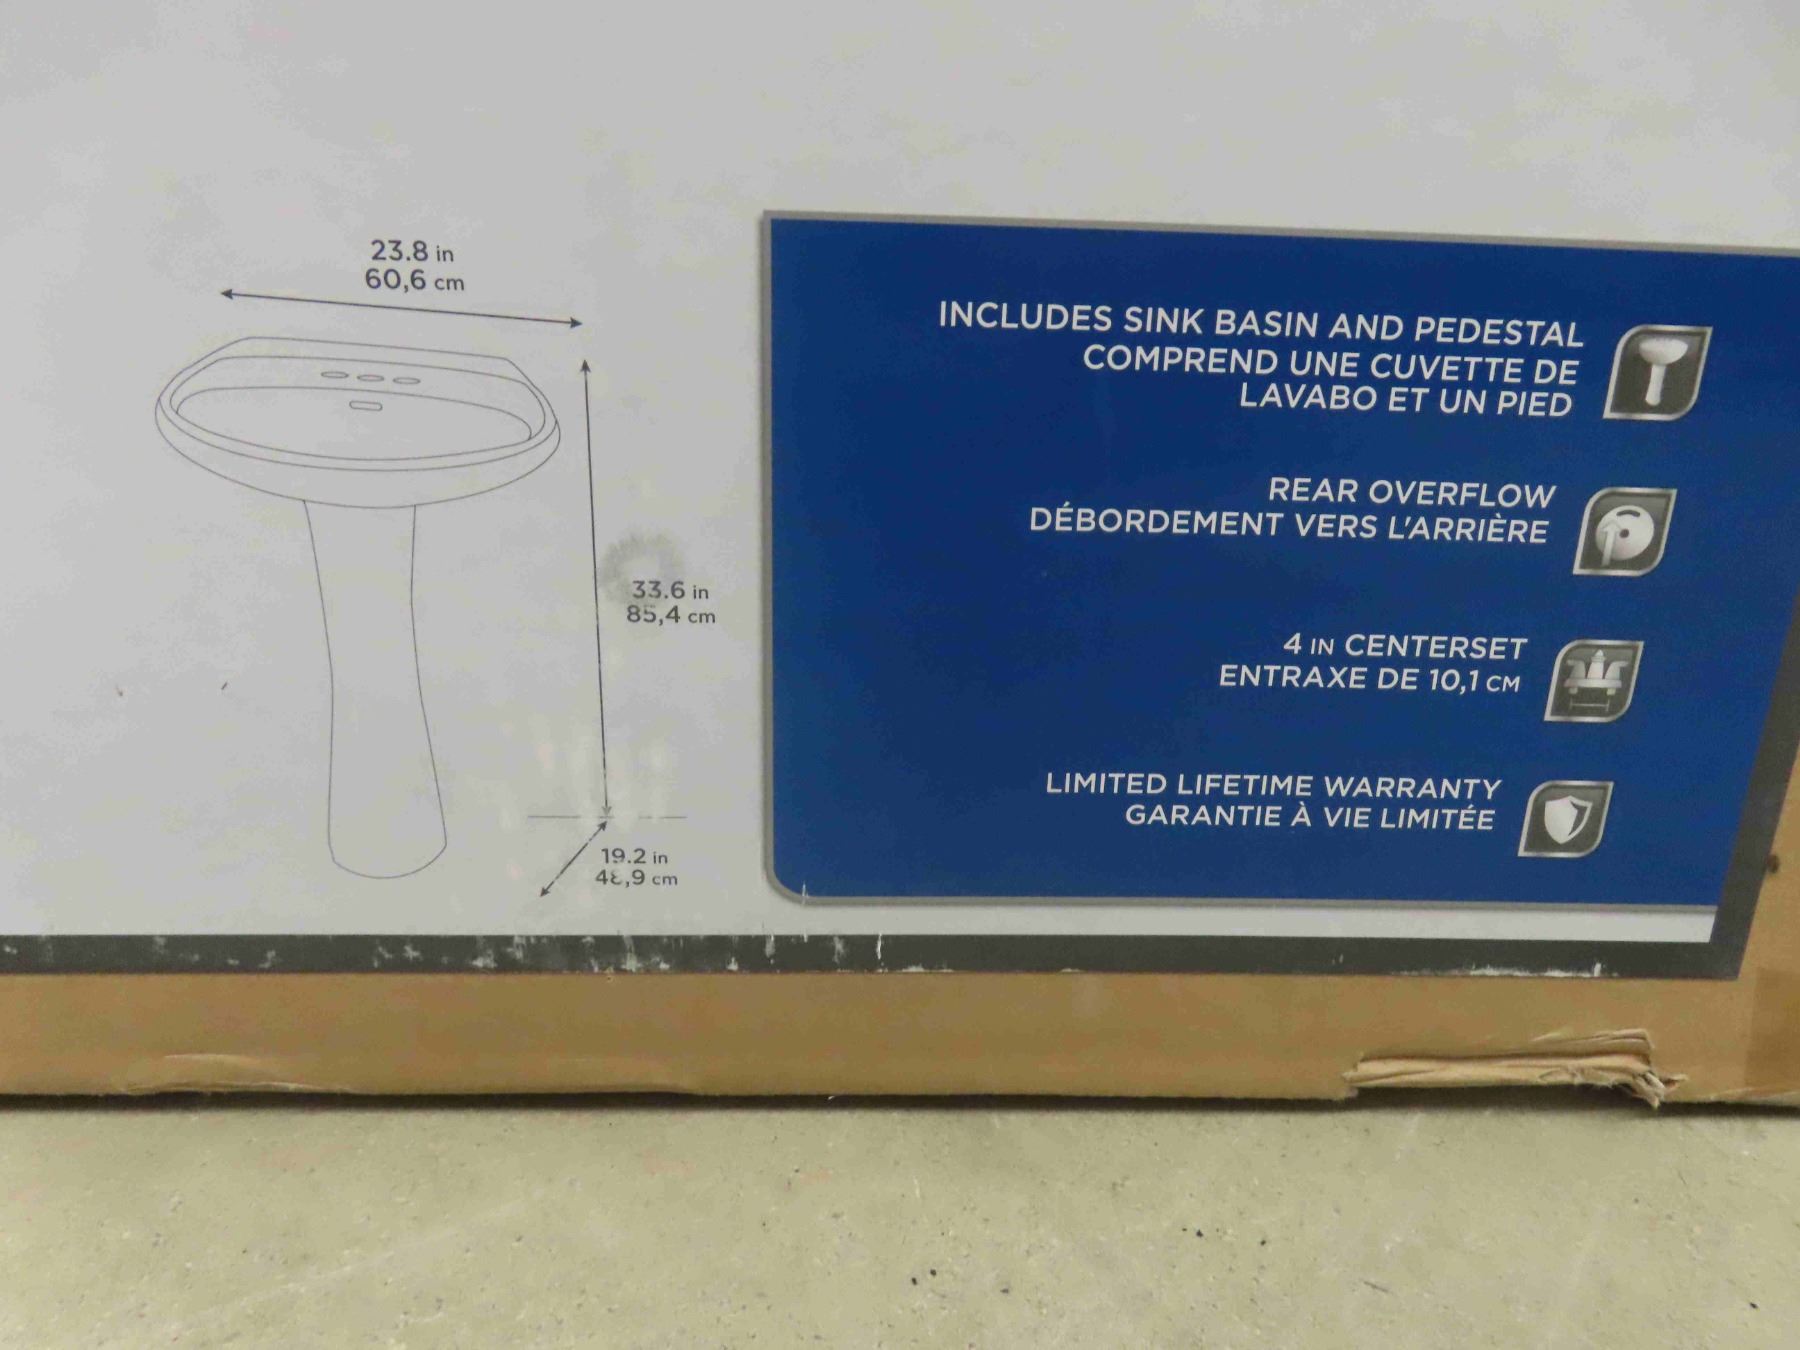 23.8 in
60,6 cm
33.6 in
85,4 cm
19.2 in
cm
INCLUDES SINK BASIN AND PEDESTAL
COMPREND UNE CUVETTE DE
LAVABO ET UN PIED
REAR OVERFLOW
DÉBORDEMENT VERS L'ARRIÈRE
4 IN CENTERSET
ENTRAXE DE 10,1 CM
LIMITED LIFETIME WARRANTY
GARANTIE À VIE LIMITÉE